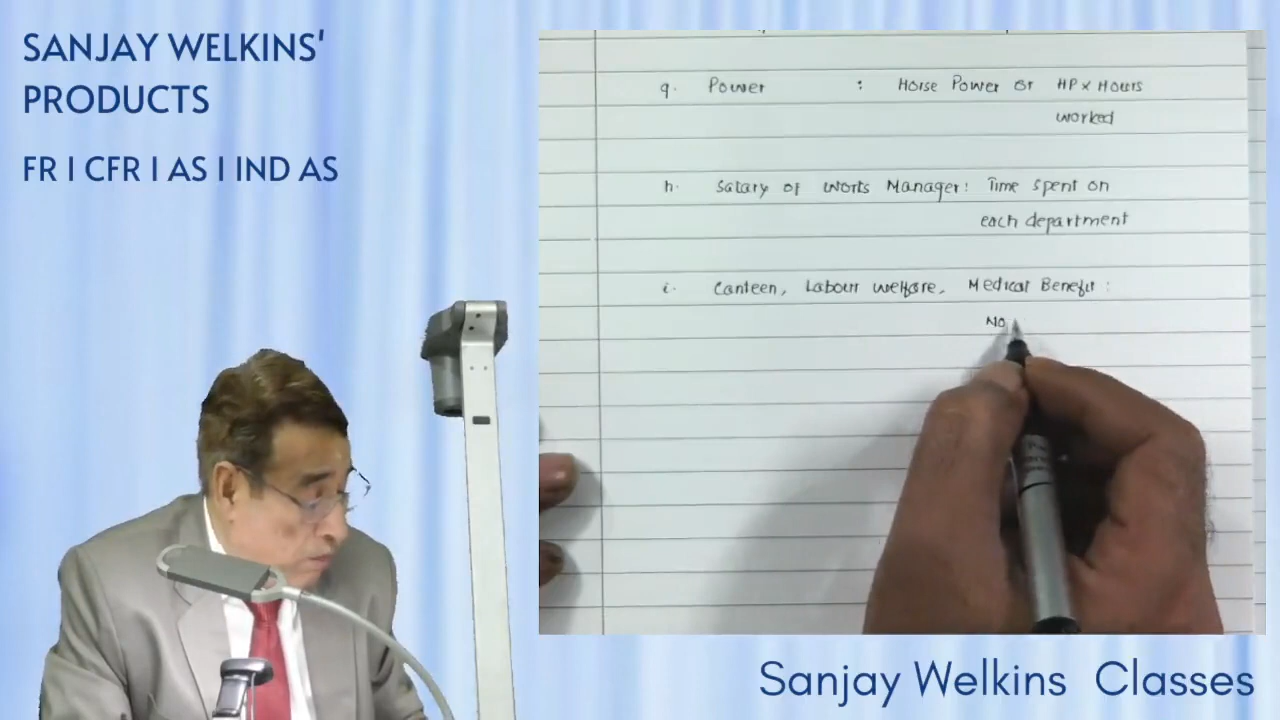 SANJAY WELKINS'
PRODUCTS
FR I CFR I AS I IND AS
g. Power : Horse Power or HP x Hours
worked
h. Salary of Works Manager: Time spent on
each department
i. Canteen, Labour welfare, Medical Benefit:
No
Sanjay Welkins Classes